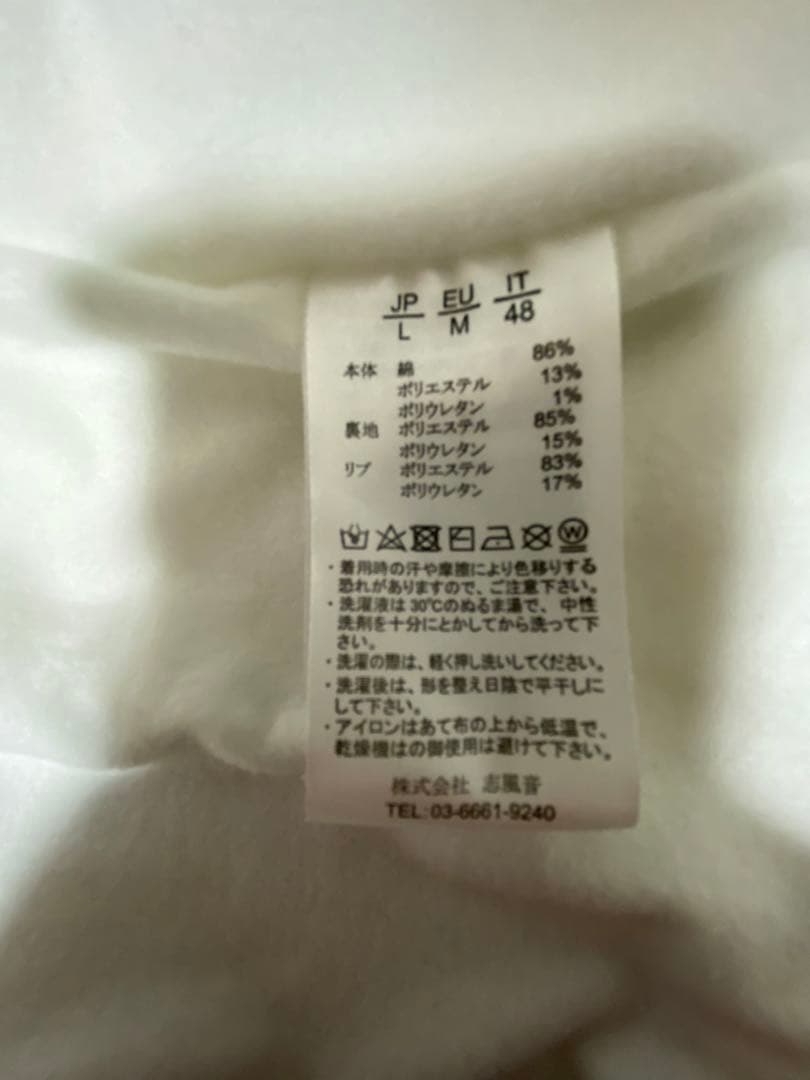 JP EU IT
L M 48
本体 綿 86%
ポリエステル 13%
ポリウレタン 1%
裏地 ポリエステル 85%
ポリウレタン 15%
リブ ポリエステル 83%
ポリウレタン 17%
W
・着用時の汗や摩擦により色移りする
恐れがありますので、ご注意下さい。
・洗濯液は30℃のぬるま湯で、中性
洗剤を十分にとかしてから洗って下
さい。
・洗濯の際は、軽く押し洗いしてください。
・洗濯後は、形を整え日陰で平干しに
して下さい。
・アイロンはあて布の上から低温で、
乾燥機はの御使用は避けて下さい。
株式会社 志風音
TEL:03-6661-9240